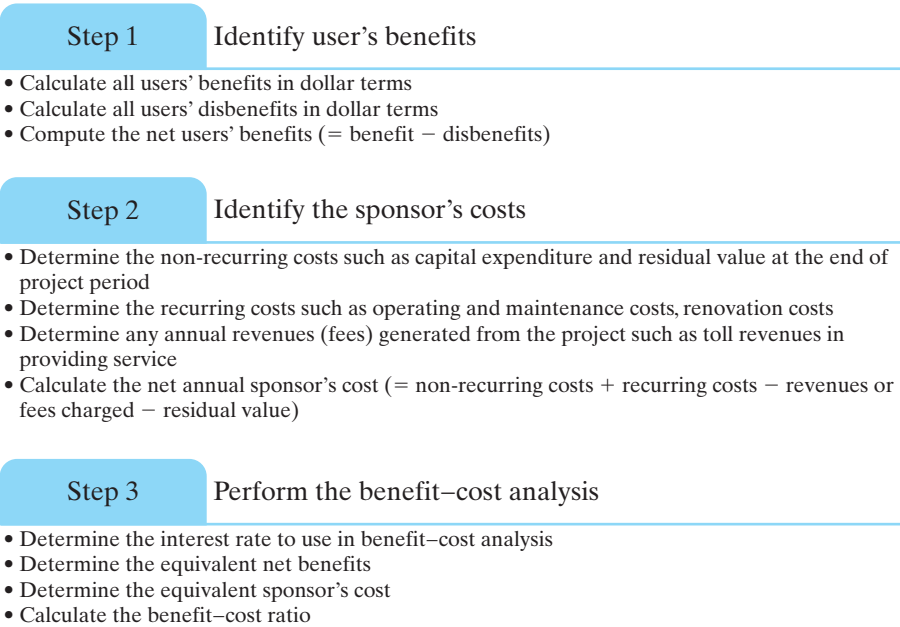 Step 1
Identify user's benefits
• Calculate all users' benefits in dollar terms
• Calculate all users' disbenefits in dollar terms
• Compute the net users' benefits (= benefit − disbenefits)
Step 2
Identify the sponsor's costs
• Determine the non-recurring costs such as capital expenditure and residual value at the end of
project period
• Determine the recurring costs such as operating and maintenance costs, renovation costs
• Determine any annual revenues (fees) generated from the project such as toll revenues in
providing service
• Calculate the net annual sponsor's cost (= non-recurring costs + recurring costs − revenues or
fees charged − residual value)
Step 3
Perform the benefit–cost analysis
• Determine the interest rate to use in benefit–cost analysis
• Determine the equivalent net benefits
• Determine the equivalent sponsor's cost
• Calculate the benefit–cost ratio